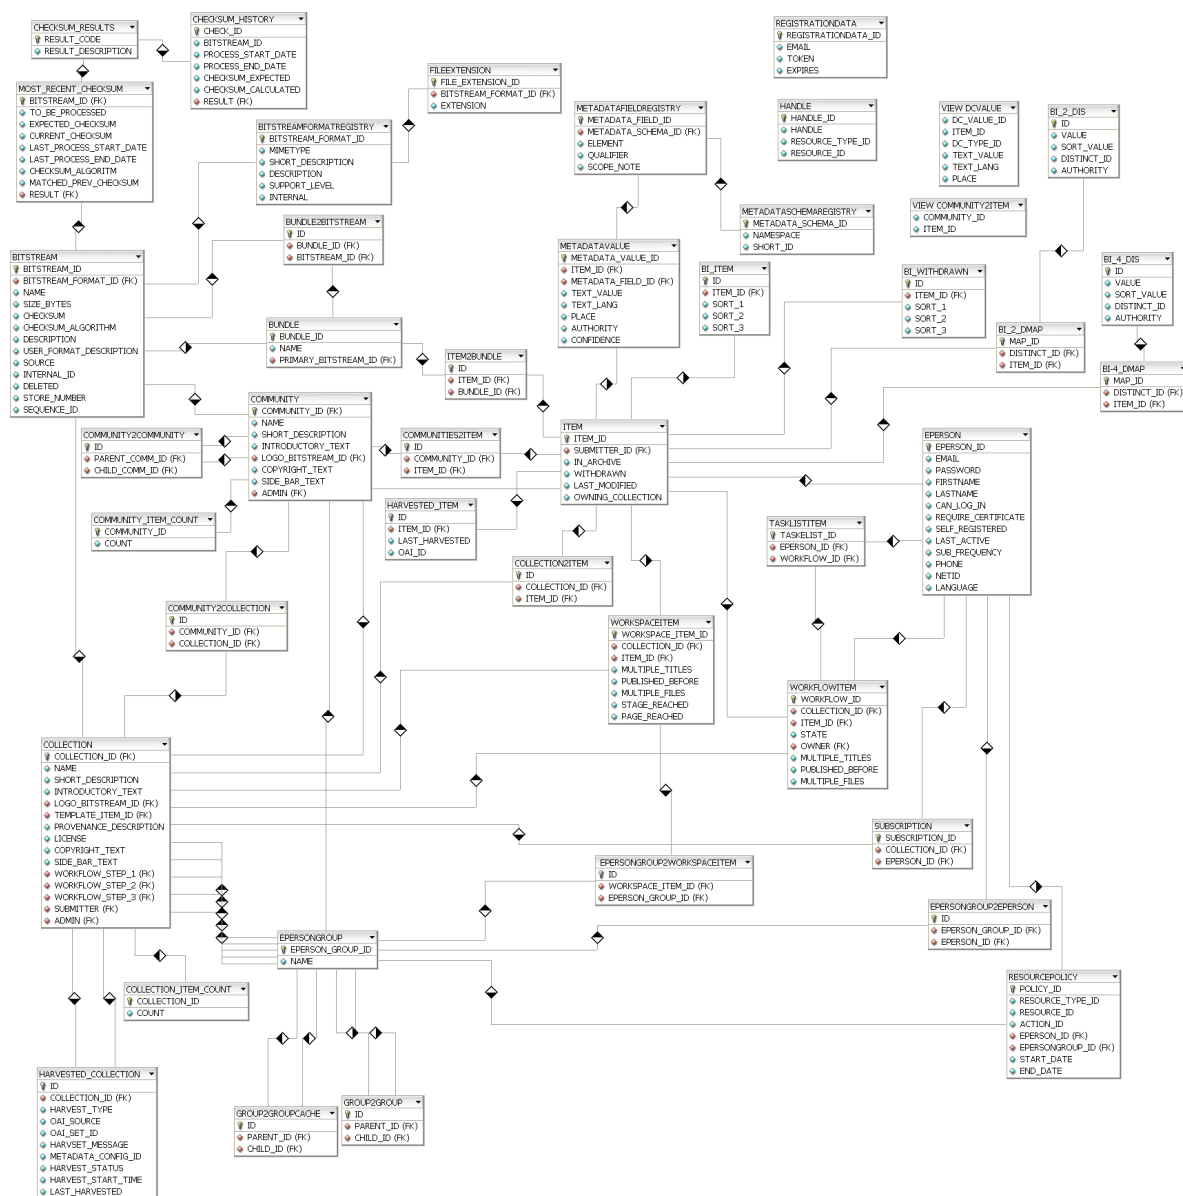 CHECKSUM_RESULTS
RESULT_CODE
RESULT_DESCRIPTION
CHECKSUM_HISTORY
CHECK_ID
BITSTREAM_ID
PROCESS_START_DATE
PROCESS_END_DATE
CHECKSUM_EXPECTED
CHECKSUM_CALCULATED
RESULT (FK)
REGISTRATIONDATA
REGISTRATIONDATA_ID
EMAIL
TOKEN
EXPIRES
MOST_RECENT_CHECKSUM
BITSTREAM_ID (FK)
TO_BE_PROCESSED
EXPECTED_CHECKSUM
CURRENT_CHECKSUM
LAST_PROCESS_START_DATE
LAST_PROCESS_END_DATE
CHECKSUM_ALGORITM
MATCHED_PREV_CHECKSUM
RESULT (FK)
FILEEXTENSION
FILE_EXTENSION_ID
BITSTREAM_FORMAT_ID (FK)
EXTENSION
BITSTREAMFORMATREGISTRY
BITSTREAM_FORMAT_ID
MIMETYPE
SHORT_DESCRIPTION
DESCRIPTION
SUPPORT_LEVEL
INTERNAL
METADATAFIELDREGISTRY
METADATA_FIELD_ID
METADATA_SCHEMA_ID (FK)
ELEMENT
QUALIFIER
SCOPE_NOTE
HANDLE
HANDLE_ID
HANDLE
RESOURCE_TYPE_ID
RESOURCE_ID
VIEW DCVALUE
DC_VALUE_ID
ITEM_ID
DC_TYPE_ID
TEXT_VALUE
TEXT_LANG
PLACE
BI_2_DIS
ID
VALUE
SORT_VALUE
DISTINCT_ID
AUTHORITY
VIEW COMMUNITY2ITEM
COMMUNITY_ID
ITEM_ID
METADATASCHEMAREGISTRY
METADATA_SCHEMA_ID
NAMESPACE
SHORT_ID
BUNDLE2BITSTREAM
ID
BUNDLE_ID (FK)
BITSTREAM_ID (FK)
BITSTREAM
BITSTREAM_ID
BITSTREAM_FORMAT_ID (FK)
NAME
SIZE_BYTES
CHECKSUM
CHECKSUM_ALGORITHM
DESCRIPTION
USER_FORMAT_DESCRIPTION
SOURCE
INTERNAL_ID
DELETED
STORE_NUMBER
SEQUENCE_ID
METADATAVALUE
METADATA_VALUE_ID
ITEM_ID (FK)
METADATA_FIELD_ID (FK)
TEXT_VALUE
TEXT_LANG
PLACE
AUTHORITY
CONFIDENCE
BI_ITEM
ID
ITEM_ID (FK)
SORT_1
SORT_2
SORT_3
BI_WITHDRAWN
ID
ITEM_ID (FK)
SORT_1
SORT_2
SORT_3
BI_4_DIS
ID
VALUE
SORT_VALUE
DISTINCT_ID
AUTHORITY
BUNDLE
BUNDLE_ID
NAME
PRIMARY_BITSTREAM_ID (FK)
BI_2_DMAP
MAP_ID
DISTINCT_ID (FK)
ITEM_ID (FK)
ITEM2BUNDLE
ID
ITEM_ID (FK)
BUNDLE_ID (FK)
BI-4_DMAP
MAP_ID
DISTINCT_ID (FK)
ITEM_ID (FK)
COMMUNITY
COMMUNITY_ID (FK)
NAME
SHORT_DESCRIPTION
INTRODUCTORY_TEXT
LOGO_BITSTREAM_ID (FK)
COPYRIGHT_TEXT
SIDE_BAR_TEXT
ADMIN (FK)
COMMUNITY2COMMUNITY
ID
PARENT_COMM_ID (FK)
CHILD_COMM_ID (FK)
COMMUNITIES2ITEM
ID
COMMUNITY_ID (FK)
ITEM_ID (FK)
ITEM
ITEM_ID
SUBMITTER_ID (FK)
IN_ARCHIVE
WITHDRAWN
LAST_MODIFIED
OWNING_COLLECTION
EPERSON
EPERSON_ID
EMAIL
PASSWORD
FIRSTNAME
LASTNAME
CAN_LOG_IN
REQUIRE_CERTIFICATE
SELF_REGISTERED
LAST_ACTIVE
SUB_FREQUENCY
PHONE
NETID
LANGUAGE
COMMUNITY_ITEM_COUNT
COMMUNITY_ID
COUNT
HARVESTED_ITEM
ID
ITEM_ID (FK)
LAST_HARVESTED
OAI_ID
TASKLISTITEM
TASKELIST_ID
EPERSON_ID (FK)
WORKFLOW_ID (FK)
COLLECTION2ITEM
ID
COLLECTION_ID (FK)
ITEM_ID (FK)
COMMUNITY2COLLECTION
ID
COMMUNITY_ID (FK)
COLLECTION_ID (FK)
WORKSPACEITEM
WORKSPACE_ITEM_ID
COLLECTION_ID (FK)
ITEM_ID (FK)
MULTIPLE_TITLES
PUBLISHED_BEFORE
MULTIPLE_FILES
STAGE_REACHED
PAGE_REACHED
WORKFLOWITEM
WORKFLOW_ID
COLLECTION_ID (FK)
ITEM_ID (FK)
STATE
OWNER (FK)
MULTIPLE_TITLES
PUBLISHED_BEFORE
MULTIPLE_FILES
COLLECTION
COLLECTION_ID (FK)
NAME
SHORT_DESCRIPTION
INTRODUCTORY_TEXT
LOGO_BITSTREAM_ID (FK)
TEMPLATE_ITEM_ID (FK)
PROVENANCE_DESCRIPTION
LICENSE
COPYRIGHT_TEXT
SIDE_BAR_TEXT
WORKFLOW_STEP_1 (FK)
WORKFLOW_STEP_2 (FK)
WORKFLOW_STEP_3 (FK)
SUBMITTER (FK)
ADMIN (FK)
SUBSCRIPTION
SUBSCRIPTION_ID
COLLECTION_ID (FK)
EPERSON_ID (FK)
EPERSONGROUP2WORKSPACEITEM
ID
WORKSPACE_ITEM_ID (FK)
EPERSON_GROUP_ID (FK)
EPERSONGROUP2EPERSON
ID
EPERSON_GROUP_ID (FK)
EPERSON_ID (FK)
EPERSONGROUP
EPERSON_GROUP_ID
NAME
RESOURCEPOLICY
POLICY_ID
RESOURCE_TYPE_ID
RESOURCE_ID
ACTION_ID
EPERSON_ID (FK)
EPERSONGROUP_ID (FK)
START_DATE
END_DATE
COLLECTION_ITEM_COUNT
COLLECTION_ID
COUNT
HARVESTED_COLLECTION
ID
COLLECTION_ID (FK)
HARVEST_TYPE
OAI_SOURCE
OAI_SET_ID
HARVSET_MESSAGE
METADATA_CONFIG_ID
HARVEST_STATUS
HARVEST_START_TIME
LAST_HARVESTED
GROUP2GROUPCACHE
ID
PARENT_ID (FK)
CHILD_ID (FK)
GROUP2GROUP
ID
PARENT_ID (FK)
CHILD_ID (FK)